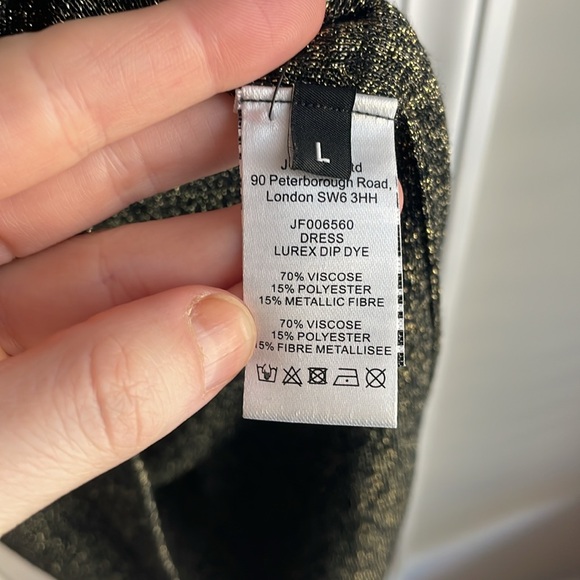 L
90 Peterborough Road,
London SW6 3HH
JF006560
DRESS
LUREX DIP DYE
70% VISCOSE
15% POLYESTER
15% METALLIC FIBRE
70% VISCOSE
15% POLYESTER
5% FIBRE METALLISEE